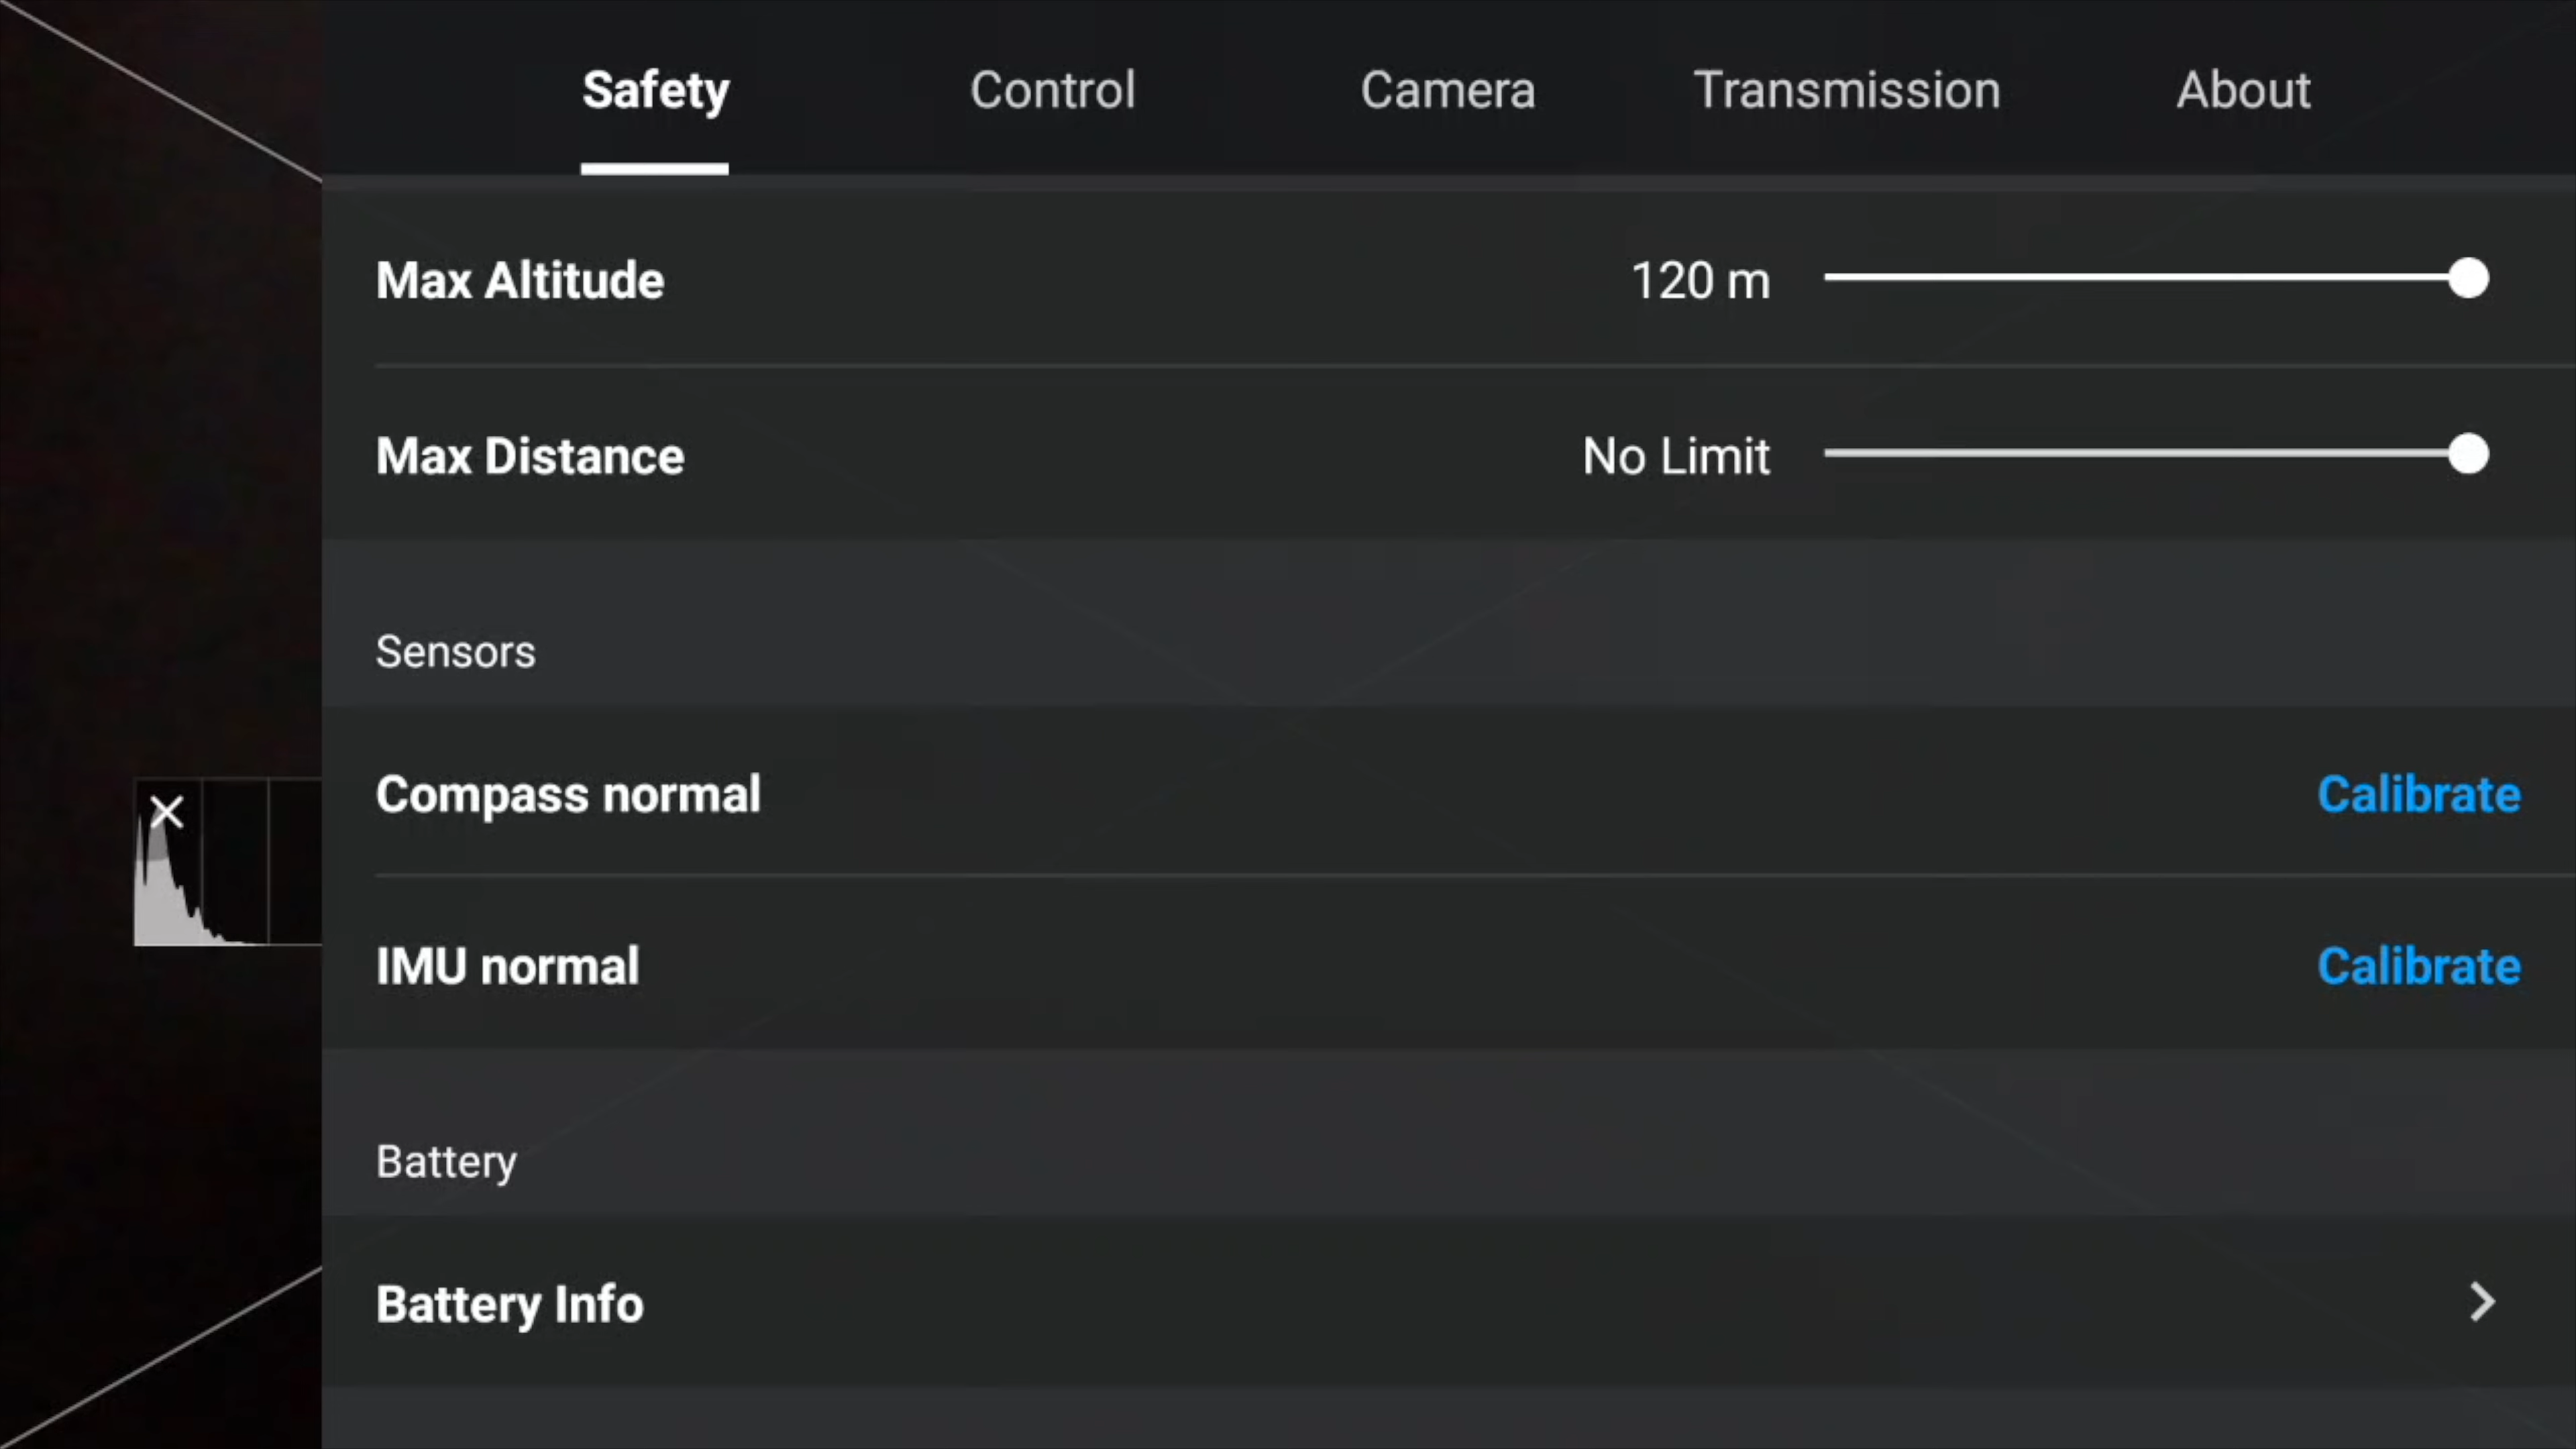 Safety Control Camera Transmission About
Max Altitude 120 m
Max Distance No Limit
Sensors
Compass normal Calibrate
IMU normal Calibrate
Battery
Battery Info